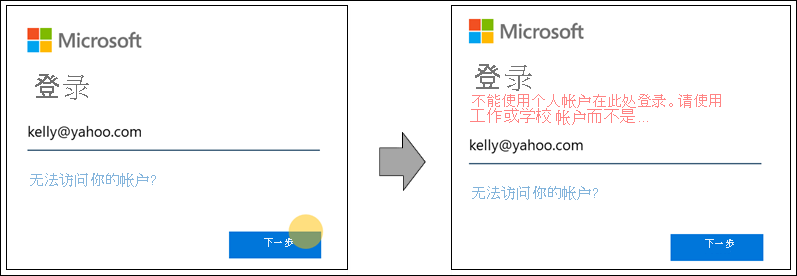 Microsoft
登录
kelly@yahoo.com
无法访问你的帐户?
下一步
Microsoft
登录
不能使用个人帐户在此处登录。请使用
工作或学校 帐户而不是...
kelly@yahoo.com
无法访问你的帐户?
下一步